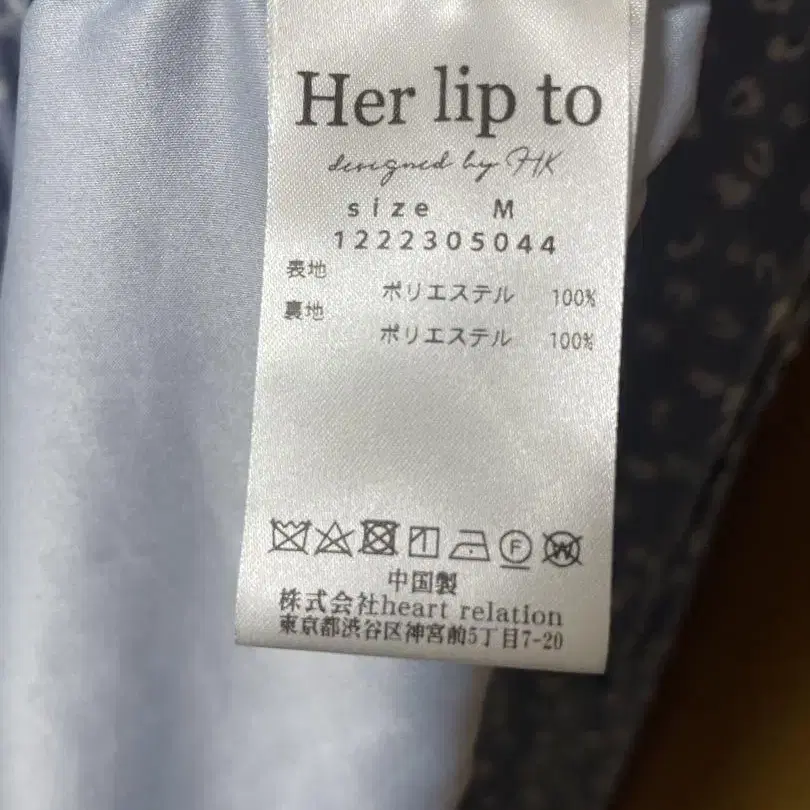 Her lip to
designed by HK
size M
1222305044
表地
ポリエステル 100%
裏地
ポリエステル 100%
F W
中国製
株式会社heart relation
東京都渋谷区神宮前5丁目7-20